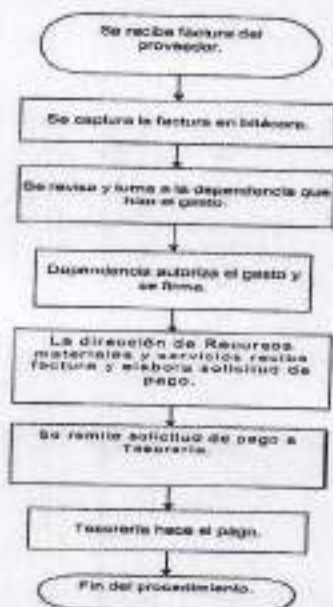 Se recibe factura del
proveedor.
Se captura la factura en bitácora.
Se revisa y turna a la dependencia que
hizo el gasto.
Dependencia autoriza el gasto y
se firma.
La dirección de Recursos
materiales y servicios recibe
factura y elabora solicitud de
pago.
Se remite solicitud de pago a
Tesorería.
Tesorería hace el pago.
Fin del procedimiento.